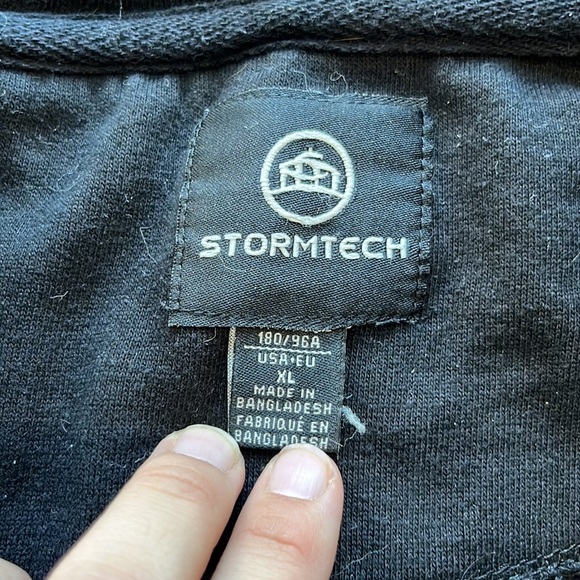 STORMTECH
180/96A
USA•EU
XL
MADE IN
BANGLADESH
FABRIQUÉ EN
BANGLADESH